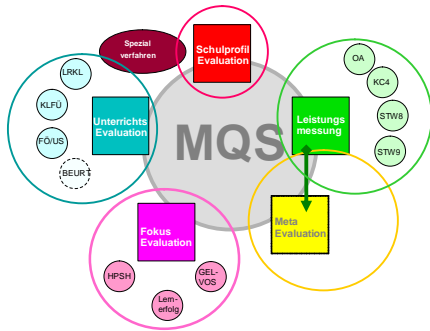 Spezial
verfahren
Schulprofil
Evaluation
LRKL
KLFÜ
FÖ/US
BEURT
Unterrichts
Evaluation
MQS
Leistungs
messung
OA
KC4
STW8
STW9
Meta
Evaluation
Fokus
Evaluation
HPSH
Lern-
erfolg
GEL-
VOS